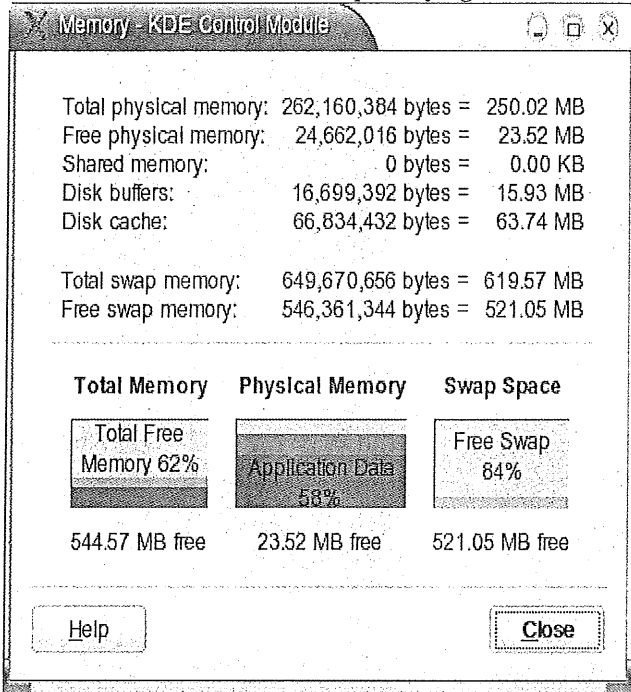 Memory - KDE Control Module
Total physical memory: 262,160,384 bytes = 250.02 MB
Free physical memory: 24,662,016 bytes = 23.52 MB
Shared memory: 0 bytes = 0.00 KB
Disk buffers: 16,699,392 bytes = 15.93 MB
Disk cache: 66,834,432 bytes = 63.74 MB
Total swap memory: 649,670,656 bytes = 619.57 MB
Free swap memory: 546,361,344 bytes = 521.05 MB
Total Memory Physical Memory Swap Space
Total Free Memory 62% Application Data 58% Free Swap 84%
544.57 MB free 23.52 MB free 521.05 MB free
Help Close